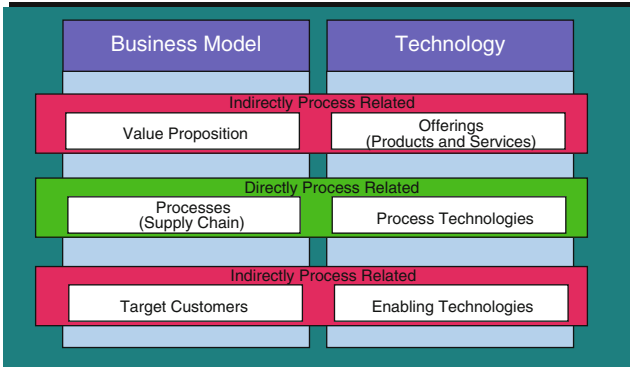 Business Model
Technology
Indirectly Process Related
Value Proposition
Offerings
(Products and Services)
Directly Process Related
Processes
(Supply Chain)
Process Technologies
Indirectly Process Related
Target Customers
Enabling Technologies